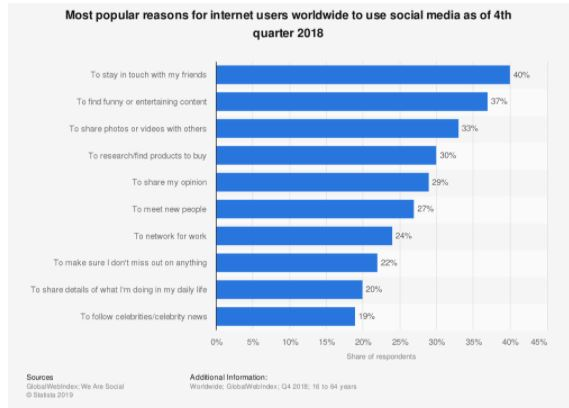 Most popular reasons for internet users worldwide to use social media as of 4th
quarter 2018
To stay in touch with my friends 40%
To find funny or entertaining content 37%
To share photos or videos with others 33%
To research/find products to buy 30%
To share my opinion 29%
To meet new people 27%
To network for work 24%
To make sure I don't miss out on anything 22%
To share details of what I'm doing in my daily life 20%
To follow celebrities/celebrity news 19%
0% 5% 10% 15% 20% 25% 30% 35% 40% 45%
Share of respondents
Sources
GlobalWebIndex; We Are Social
© Statista 2019
Additional Information:
Worldwide; GlobalWebIndex; Q4 2018; 16 to 64 years